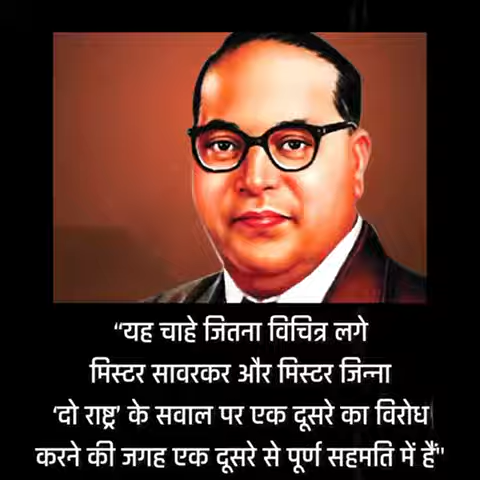 “यह चाहे जितना विचित्र लगे
मिस्टर सावरकर और मिस्टर जिन्ना
‘दो राष्ट्र’ के सवाल पर एक दूसरे का विरोध
करने की जगह एक दूसरे से पूर्ण सहमति में हैं"